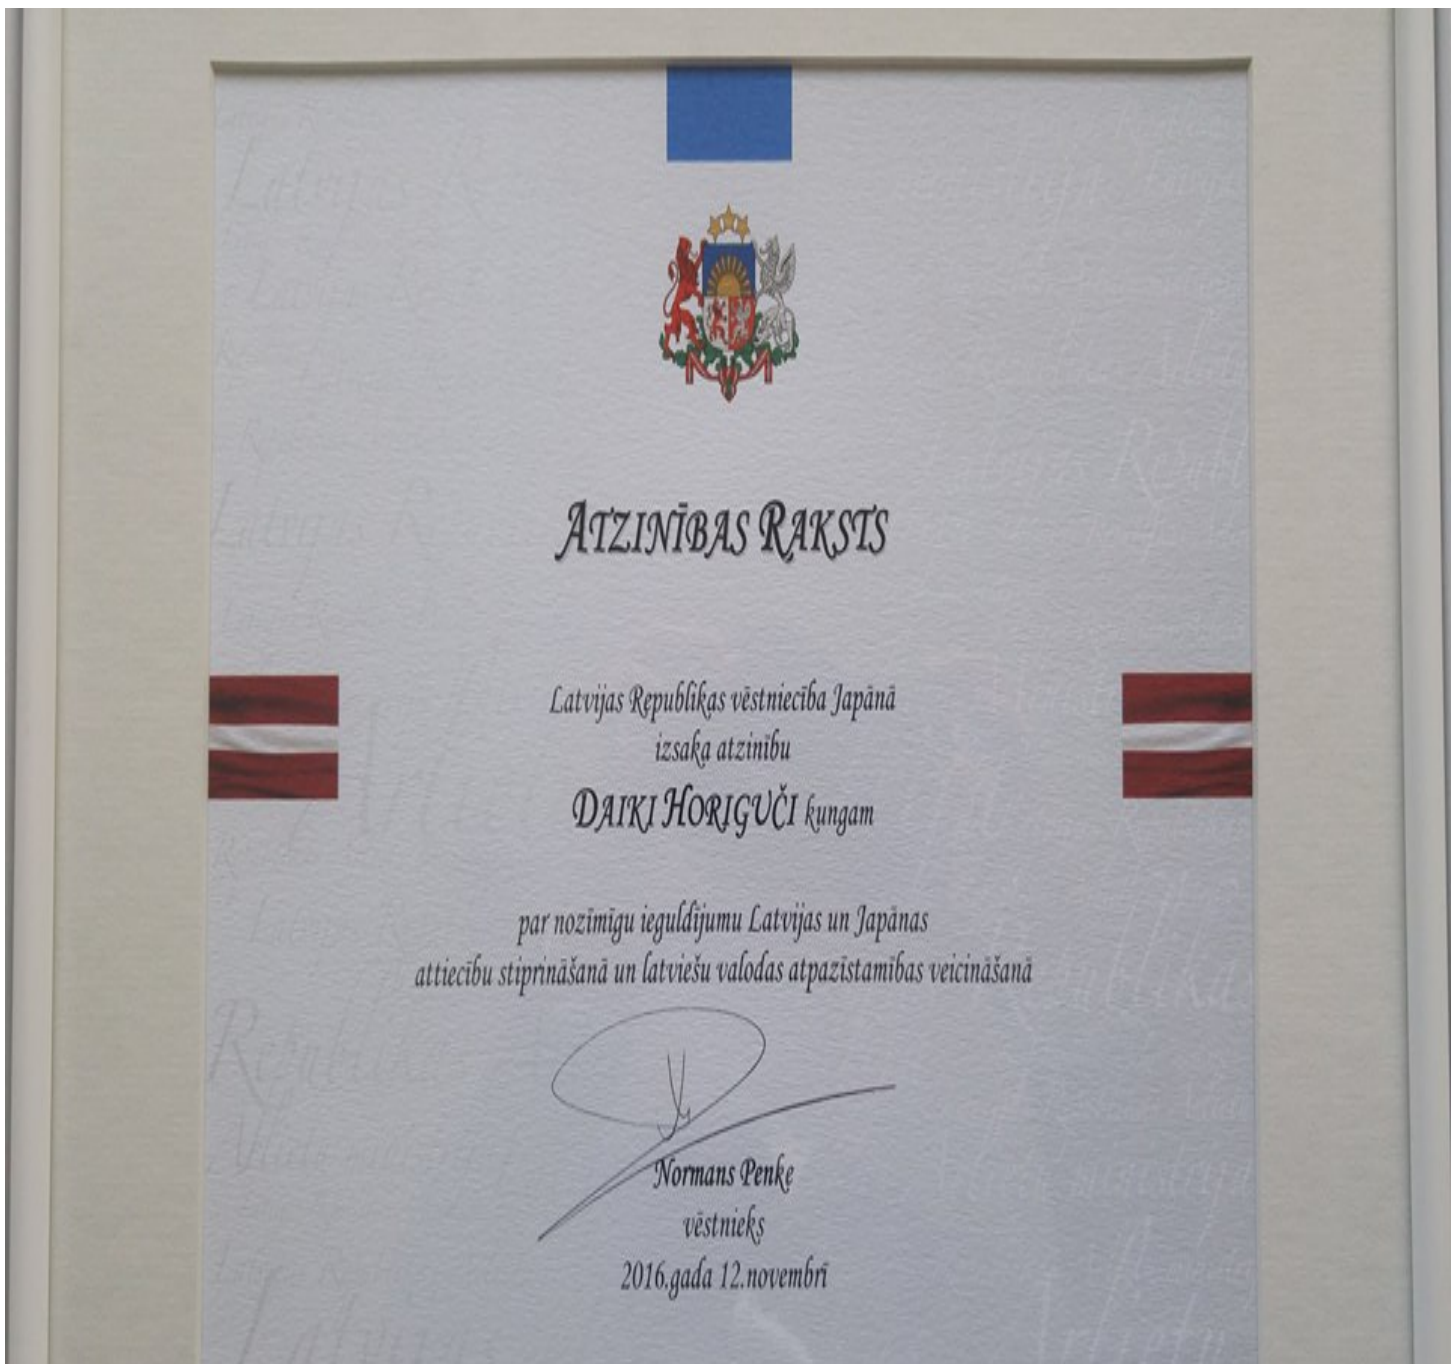 ATZINĪBAS RAKSTS
Latvijas Republikas vēstniecība Japānā
izsaka atzinību
DAIKI HORIGUČI kungam
par nozīmīgu ieguldījumu Latvijas un Japānas
attiecību stiprināšanā un latviešu valodas atpazīstamības veicināšanā
Normans Penke
vēstnieks
2016.gada 12.novembrī